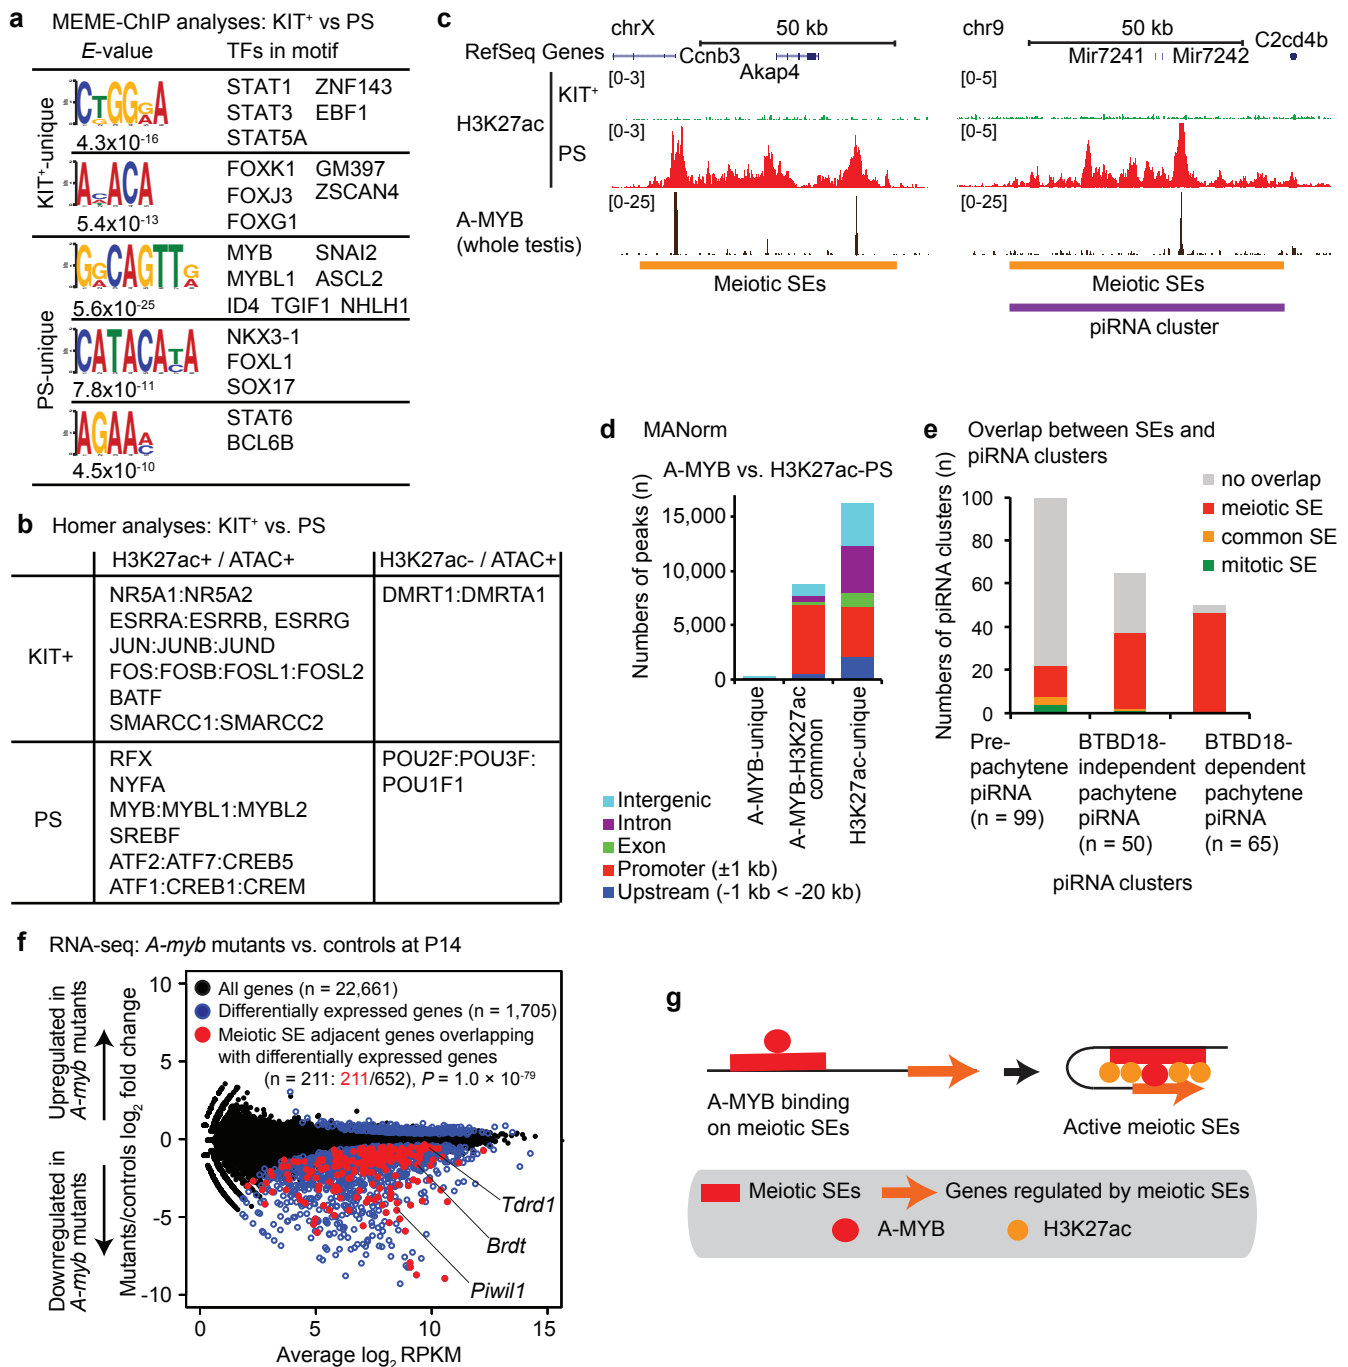 a MEME-ChIP analyses: KIT+ vs PS
E-value TFs in motif
KIT+-unique
CTGGGA
4.3x10-16
STAT1 ZNF143
STAT3 EBF1
STAT5A
AACA
5.4x10-13
FOXK1 GM397
FOXJ3 ZSCAN4
FOXG1
PS-unique
GGCAGTTG
5.6x10-25
MYB SNAI2
MYBL1 ASCL2
ID4 TGIF1 NHLH1
CATACATA
7.8x10-11
NKX3-1
FOXL1
SOX17
AGAA
4.5x10-10
STAT6
BCL6B
b Homer analyses: KIT+ vs. PS
H3K27ac+ / ATAC+ H3K27ac- / ATAC+
KIT+
NR5A1:NR5A2
ESRRA:ESRRB, ESRRG
JUN:JUNB:JUND
FOS:FOSB:FOSL1:FOSL2
BATF
SMARCC1:SMARCC2
DMRT1:DMRTA1
PS
RFX
NYFA
MYB:MYBL1:MYBL2
SREBF
ATF2:ATF7:CREB5
ATF1:CREB1:CREM
POU2F:POU3F:
POU1F1
c
chrX 50 kb
RefSeq Genes Ccnb3
Akap4
chr9 50 kb
C2cd4b
Mir7241 Mir7242
H3K27ac
KIT+
[0-3] [0-5]
PS
[0-3] [0-5]
A-MYB
(whole testis)
[0-25] [0-25]
Meiotic SEs Meiotic SEs
piRNA cluster
d MANorm
A-MYB vs. H3K27ac-PS
Numbers of peaks (n)
15,000
10,000
5,000
0
A-MYB-unique
A-MYB-H3K27ac
common
H3K27ac-unique
Intergenic
Intron
Exon
Promoter (±1 kb)
Upstream (-1 kb < -20 kb)
e Overlap between SEs and
piRNA clusters
Numbers of piRNA clusters (n)
100
80
60
40
20
0
no overlap
meiotic SE
common SE
mitotic SE
Pre-
pachytene
piRNA
(n = 99)
BTBD18-
independent
pachytene
piRNA
(n = 50)
BTBD18-
dependent
pachytene
piRNA
(n = 65)
piRNA clusters
f RNA-seq: A-myb mutants vs. controls at P14
Upregulated in
A-myb mutants
Downregulated in
A-myb mutants
Mutants/controls log2 fold change
10
5
0
-5
-10
All genes (n = 22,661)
Differentially expressed genes (n = 1,705)
Meiotic SE adjacent genes overlapping
with differentially expressed genes
(n = 211: 211/652), P = 1.0 × 10-79
Tdrd1
Brdt
Piwil1
0 5 10 15
Average log2 RPKM
g
A-MYB binding
on meiotic SEs
Active meiotic SEs
Meiotic SEs Genes regulated by meiotic SEs
A-MYB H3K27ac